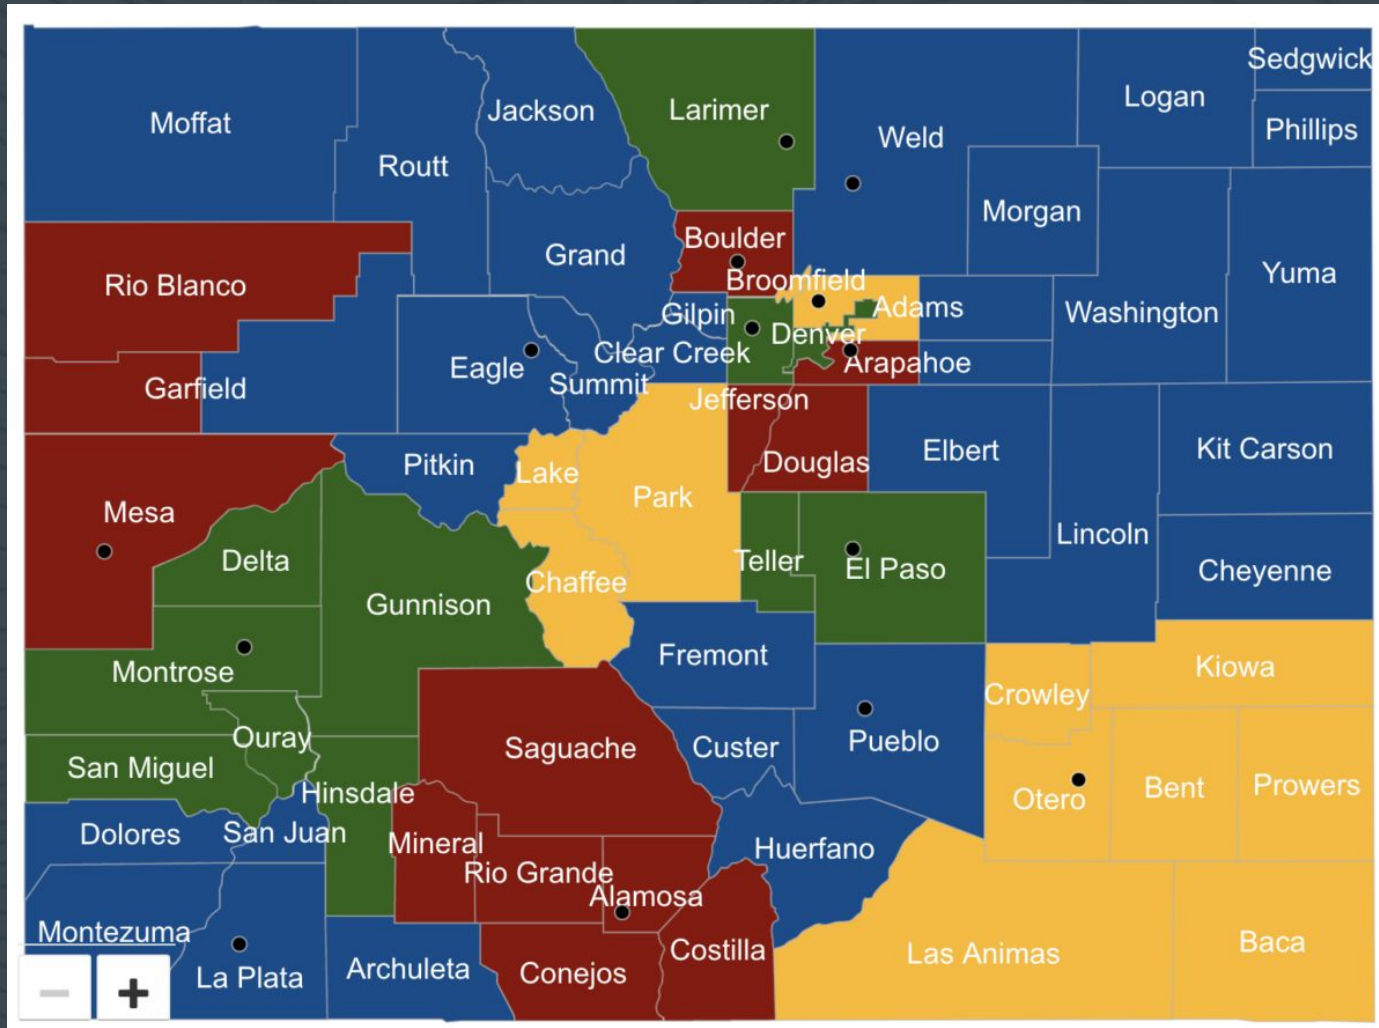 Sedgwick
Logan
Larimer
Jackson
Moffat
Phillips
Weld
Routt
Morgan
Boulder
Grand
Yuma
Rio Blanco
Broomfield
Adams
Washington
Gilpin
Denver
Clear Creek
Arapahoe
Eagle
Summit
Garfield
Jefferson
Elbert
Kit Carson
Douglas
Pitkin
Lake
Park
Mesa
Lincoln
Delta
Teller
El Paso
Cheyenne
Chaffee
Gunnison
Fremont
Kiowa
Montrose
Crowley
Ouray
Saguache
Custer
Pueblo
San Miguel
Hinsdale
Bent
Prowers
Otero
Dolores
San Juan
Mineral
Huerfano
Rio Grande
Alamosa
Montezuma
Costilla
Las Animas
Baca
La Plata
Archuleta
Conejos
− +